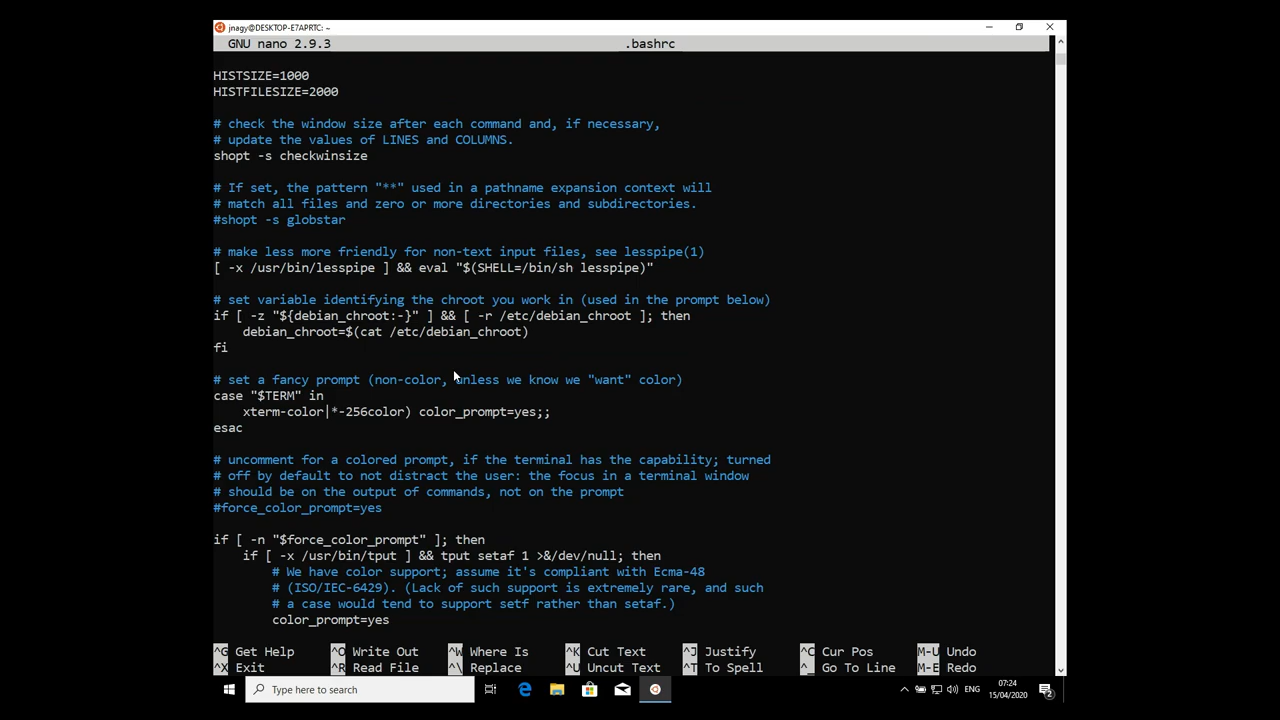 jnagy@DESKTOP-E7APRTC: ~
GNU nano 2.9.3 .bashrc
HISTSIZE=1000
HISTFILESIZE=2000
# check the window size after each command and, if necessary,
# update the values of LINES and COLUMNS.
shopt -s checkwinsize
# If set, the pattern "**" used in a pathname expansion context will
# match all files and zero or more directories and subdirectories.
#shopt -s globstar
# make less more friendly for non-text input files, see lesspipe(1)
[ -x /usr/bin/lesspipe ] && eval "$(SHELL=/bin/sh lesspipe)"
# set variable identifying the chroot you work in (used in the prompt below)
if [ -z "${debian_chroot:-}" ] && [ -r /etc/debian_chroot ]; then
    debian_chroot=$(cat /etc/debian_chroot)
fi
# set a fancy prompt (non-color, unless we know we "want" color)
case "$TERM" in
    xterm-color|*-256color) color_prompt=yes;;
esac
# uncomment for a colored prompt, if the terminal has the capability; turned
# off by default to not distract the user: the focus in a terminal window
# should be on the output of commands, not on the prompt
#force_color_prompt=yes
if [ -n "$force_color_prompt" ]; then
    if [ -x /usr/bin/tput ] && tput setaf 1 >&/dev/null; then
        # We have color support; assume it's compliant with Ecma-48
        # (ISO/IEC-6429). (Lack of such support is extremely rare, and such
        # a case would tend to support setf rather than setaf.)
        color_prompt=yes
^G Get Help ^O Write Out ^W Where Is ^K Cut Text ^J Justify ^C Cur Pos M-U Undo
^X Exit ^R Read File ^\ Replace ^U Uncut Text ^T To Spell ^_ Go To Line M-E Redo
Type here to search ENG 07:24
15/04/2020 2